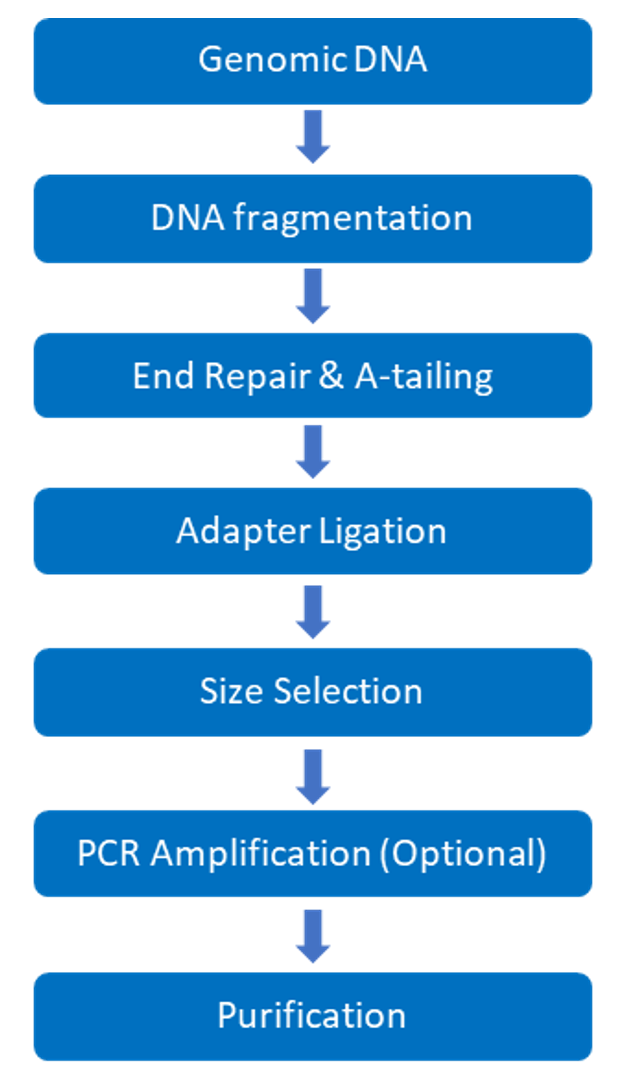 Genomic DNA
DNA fragmentation
End Repair & A-tailing
Adapter Ligation
Size Selection
PCR Amplification (Optional)
Purification